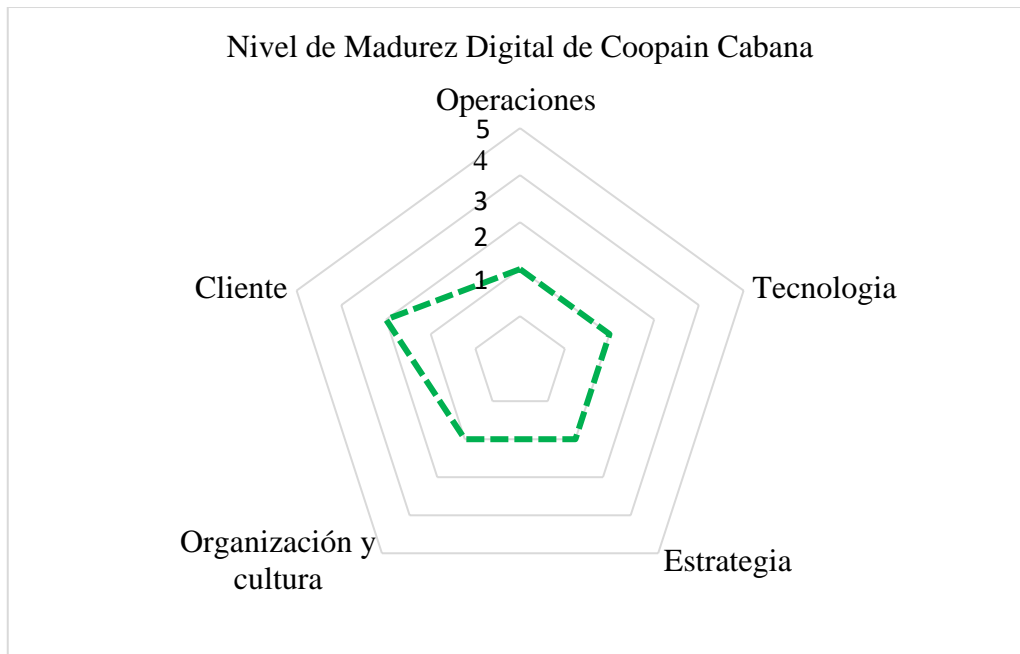 Nivel de Madurez Digital de Coopain Cabana
Operaciones
5
4
3
2
1
Cliente
Tecnologia
Organización y
cultura
Estrategia